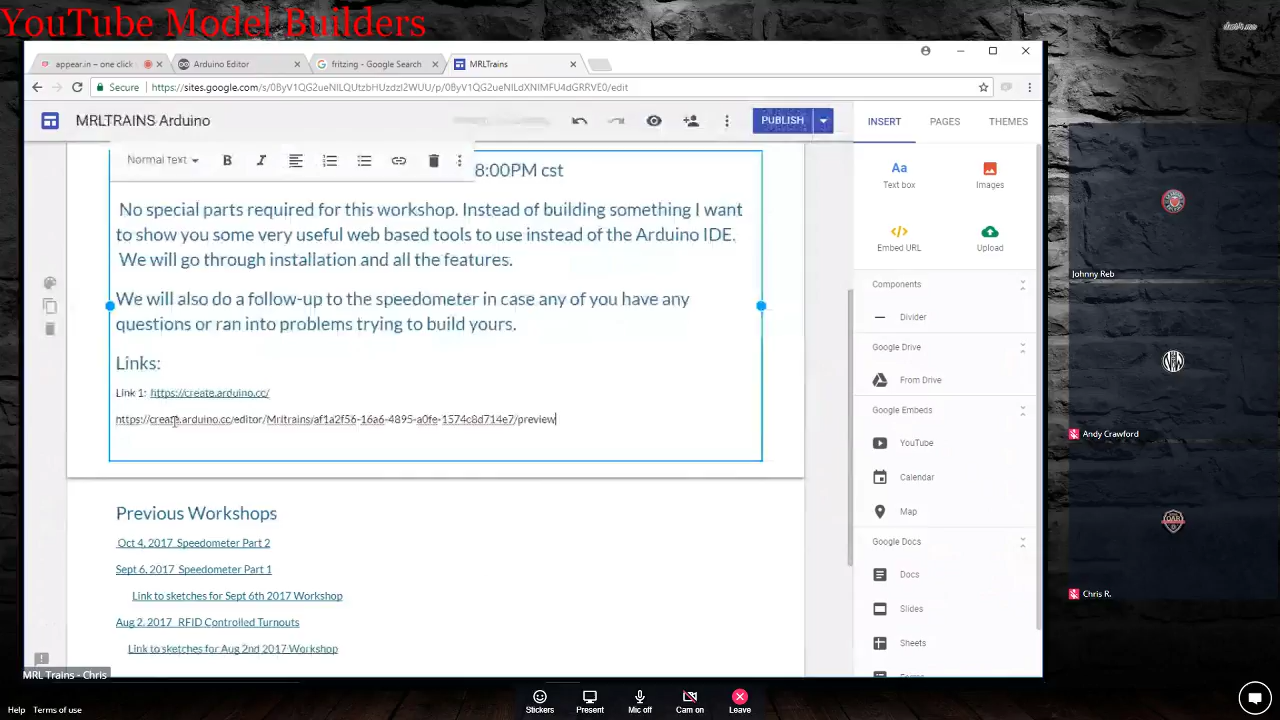 YouTube Model Builders
appear.in – one click
Arduino Editor
fritzing - Google Search
MRLTrains
Secure
https://sites.google.com/s/0ByV1QG2ueNILQUtzbHUzdzI2WUU/p/0ByV1QG2ueNILdXNIMFU4dGRRVE0/edit
MRLTRAINS Arduino
PUBLISH
INSERT
PAGES
THEMES
Normal text
B
I
8:00PM cst
No special parts required for this workshop. Instead of building something I want
to show you some very useful web based tools to use instead of the Arduino IDE.
We will go through installation and all the features.
We will also do a follow-up to the speedometer in case any of you have any
questions or ran into problems trying to build yours.
Links:
Link 1: https://create.arduino.cc/
https://create.arduino.cc/editor/Mrltrains/af1a2f56-16a6-4895-a0fe-1574c8d714e7/preview
Previous Workshops
Oct 4, 2017 Speedometer Part 2
Sept 6, 2017 Speedometer Part 1
Link to sketches for Sept 6th 2017 Workshop
Aug 2, 2017 RFID Controlled Turnouts
Link to sketches for Aug 2nd 2017 Workshop
Aa
Text box
Images
Embed URL
Upload
Components
Divider
Google Drive
From Drive
Google Embeds
YouTube
Calendar
Map
Google Docs
Docs
Slides
Sheets
Johnny Reb
Andy Crawford
Chris R.
MRL Trains - Chris
Help
Terms of use
Stickers
Present
Mic off
Cam on
Leave